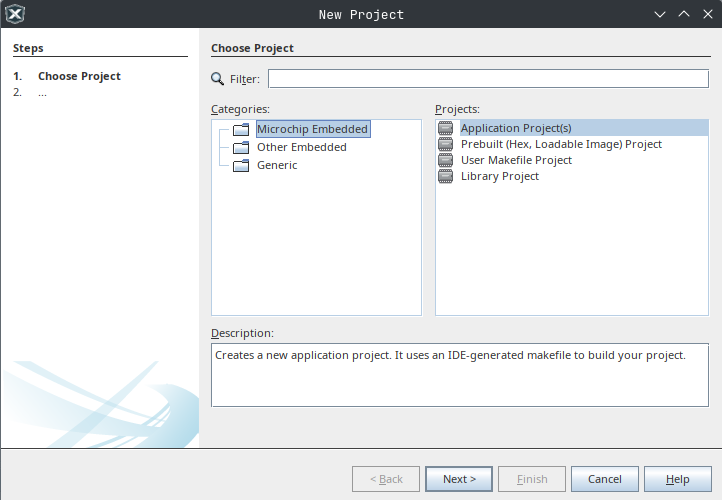 New Project
Steps
1. Choose Project
2. ...
Choose Project
Filter:
Categories:
Microchip Embedded
Other Embedded
Generic
Projects:
Application Project(s)
Prebuilt (Hex, Loadable Image) Project
User Makefile Project
Library Project
Description:
Creates a new application project. It uses an IDE-generated makefile to build your project.
< Back
Next >
Finish
Cancel
Help